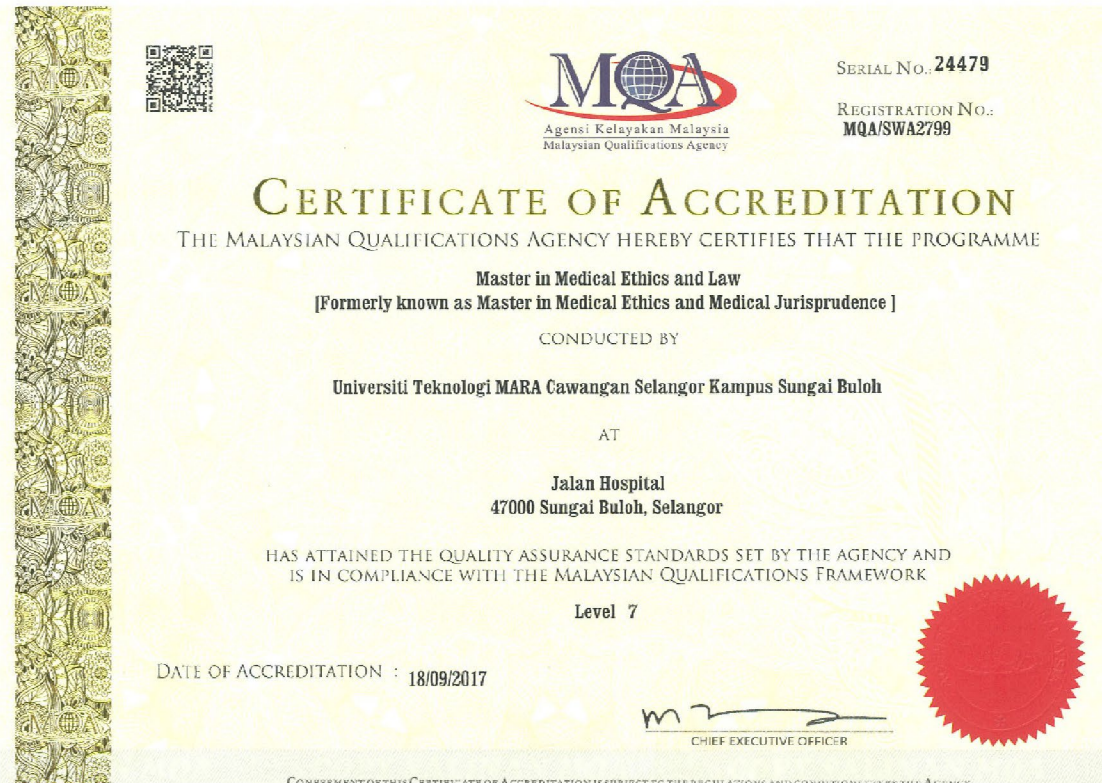 MQA
Agensi Kelayakan Malaysia
Malaysian Qualifications Agency
SERIAL NO.: 24479
REGISTRATION NO.:
MQA/SWA2799
CERTIFICATE OF ACCREDITATION
THE MALAYSIAN QUALIFICATIONS AGENCY HEREBY CERTIFIES THAT THE PROGRAMME
Master in Medical Ethics and Law
[Formerly known as Master in Medical Ethics and Medical Jurisprudence ]
CONDUCTED BY
Universiti Teknologi MARA Cawangan Selangor Kampus Sungai Buloh
AT
Jalan Hospital
47000 Sungai Buloh, Selangor
HAS ATTAINED THE QUALITY ASSURANCE STANDARDS SET BY THE AGENCY AND
IS IN COMPLIANCE WITH THE MALAYSIAN QUALIFICATIONS FRAMEWORK
Level 7
DATE OF ACCREDITATION : 18/09/2017
CHIEF EXECUTIVE OFFICER
MQA
MQA
MQA
MQA